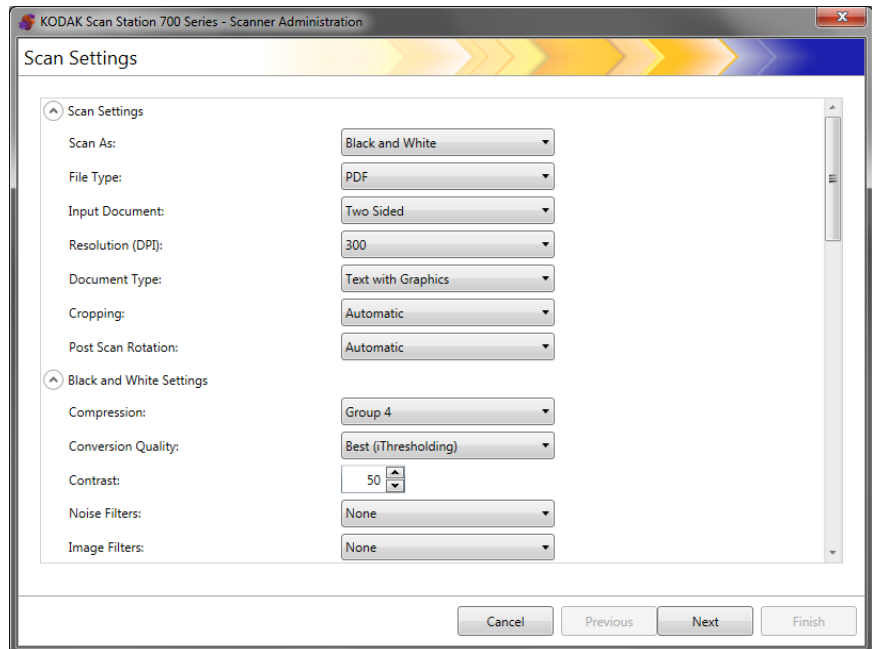 KODAK Scan Station 700 Series - Scanner Administration
Scan Settings
Scan Settings
Scan As: Black and White
File Type: PDF
Input Document: Two Sided
Resolution (DPI): 300
Document Type: Text with Graphics
Cropping: Automatic
Post Scan Rotation: Automatic
Black and White Settings
Compression: Group 4
Conversion Quality: Best (iThresholding)
Contrast: 50
Noise Filters: None
Image Filters: None
Cancel Previous Next Finish